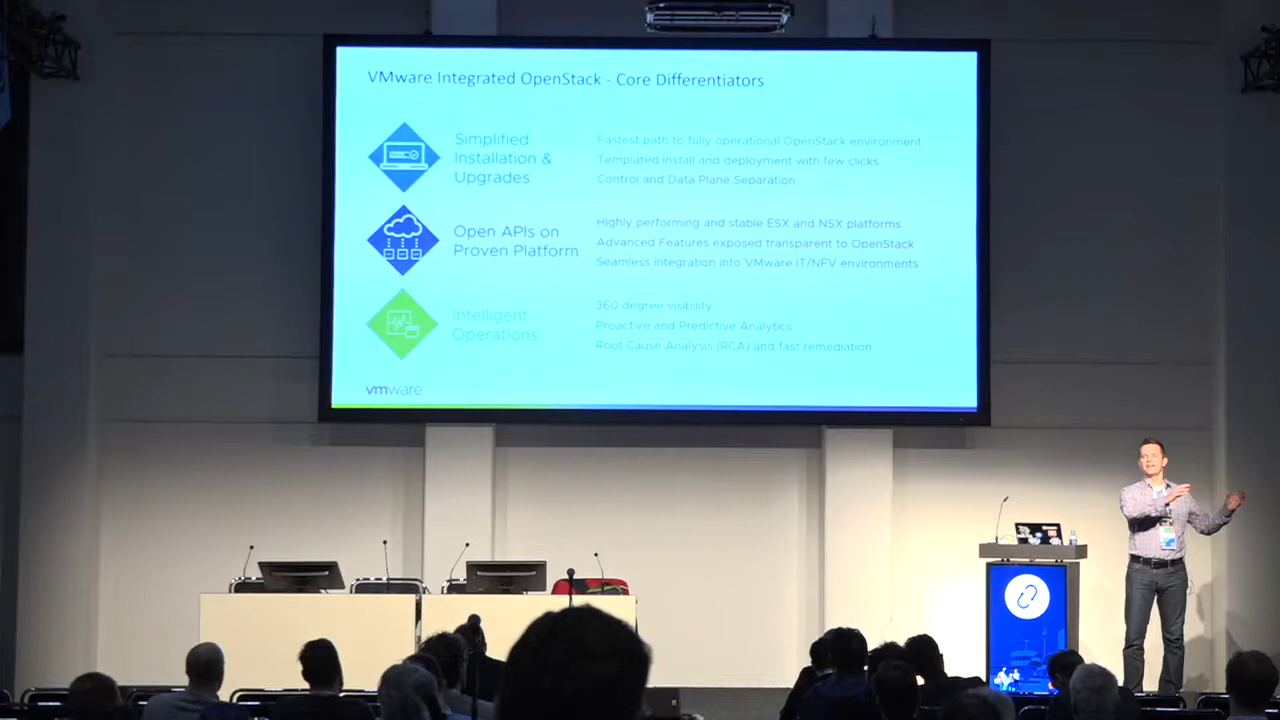 VMware Integrated OpenStack - Core Differentiators
Simplified
Installation &
Upgrades
Fastest path to fully operational OpenStack environment
Templated install and deployment with few clicks
Control and Data Plane Separation
Open APIs on
Proven Platform
Highly performing and stable ESX and NSX platforms
Advanced Features exposed transparent to OpenStack
Seamless integration into VMware IT/NFV environments
Intelligent
Operations
360 degree visibility
Proactive and Predictive Analytics
Root Cause Analysis (RCA) and fast remediation
vmware